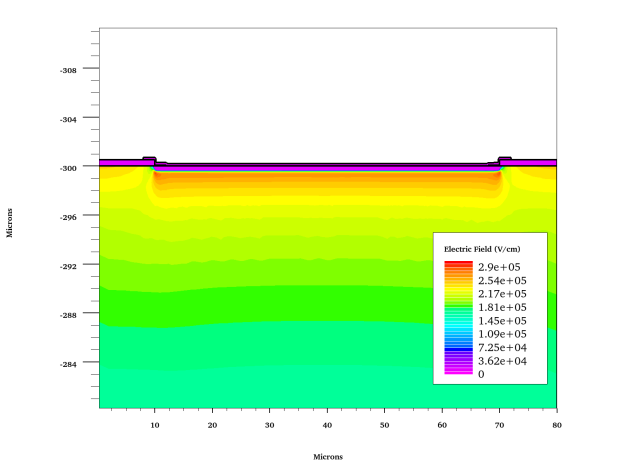 -308
-304
-300
-296
-292
-288
-284
Microns
Electric Field (V/cm)
2.9e+05
2.54e+05
2.17e+05
1.81e+05
1.45e+05
1.09e+05
7.25e+04
3.62e+04
0
10 20 30 40 50 60 70 80
Microns